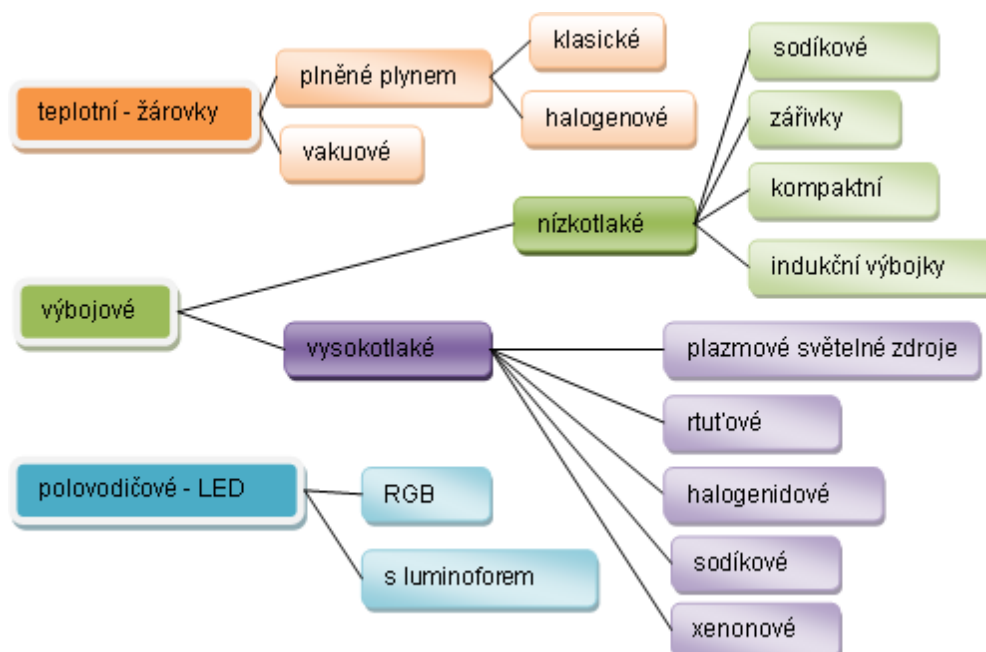 teplotní - žárovky
plněné plynem
klasické
halogenové
vakuové
výbojové
nízkotlaké
sodíkové
zářivky
kompaktní
indukční výbojky
vysokotlaké
plazmové světelné zdroje
rtuťové
halogenidové
sodíkové
xenonové
polovodičové - LED
RGB
s luminoforem